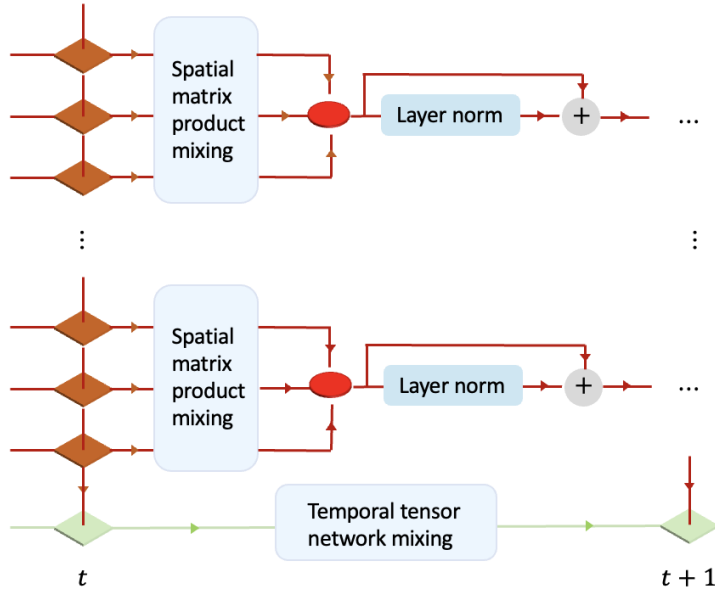 Spatial
matrix
product
mixing
Layer norm
+
...
⋮
⋮
Spatial
matrix
product
mixing
Layer norm
+
...
Temporal tensor
network mixing
t
t + 1